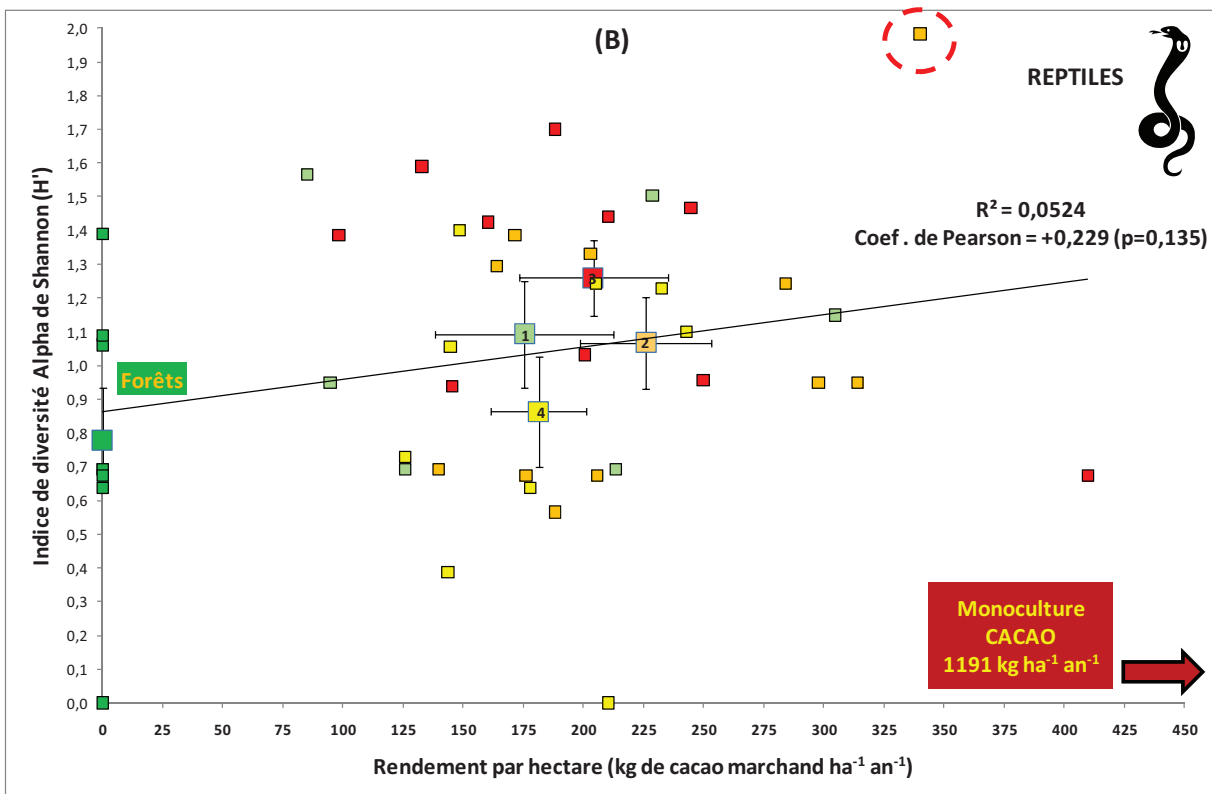 (B)
REPTILES
R² = 0,0524
Coef . de Pearson = +0,229 (p=0,135)
Indice de diversité Alpha de Shannon (H')
2,0
1,9
1,8
1,7
1,6
1,5
1,4
1,3
1,2
1,1
1,0
0,9
0,8
0,7
0,6
0,5
0,4
0,3
0,2
0,1
0,0
Forêts
3
1
2
4
Monoculture
CACAO
1191 kg ha⁻¹ an⁻¹
0 25 50 75 100 125 150 175 200 225 250 275 300 325 350 375 400 425 450
Rendement par hectare (kg de cacao marchand ha⁻¹ an⁻¹)